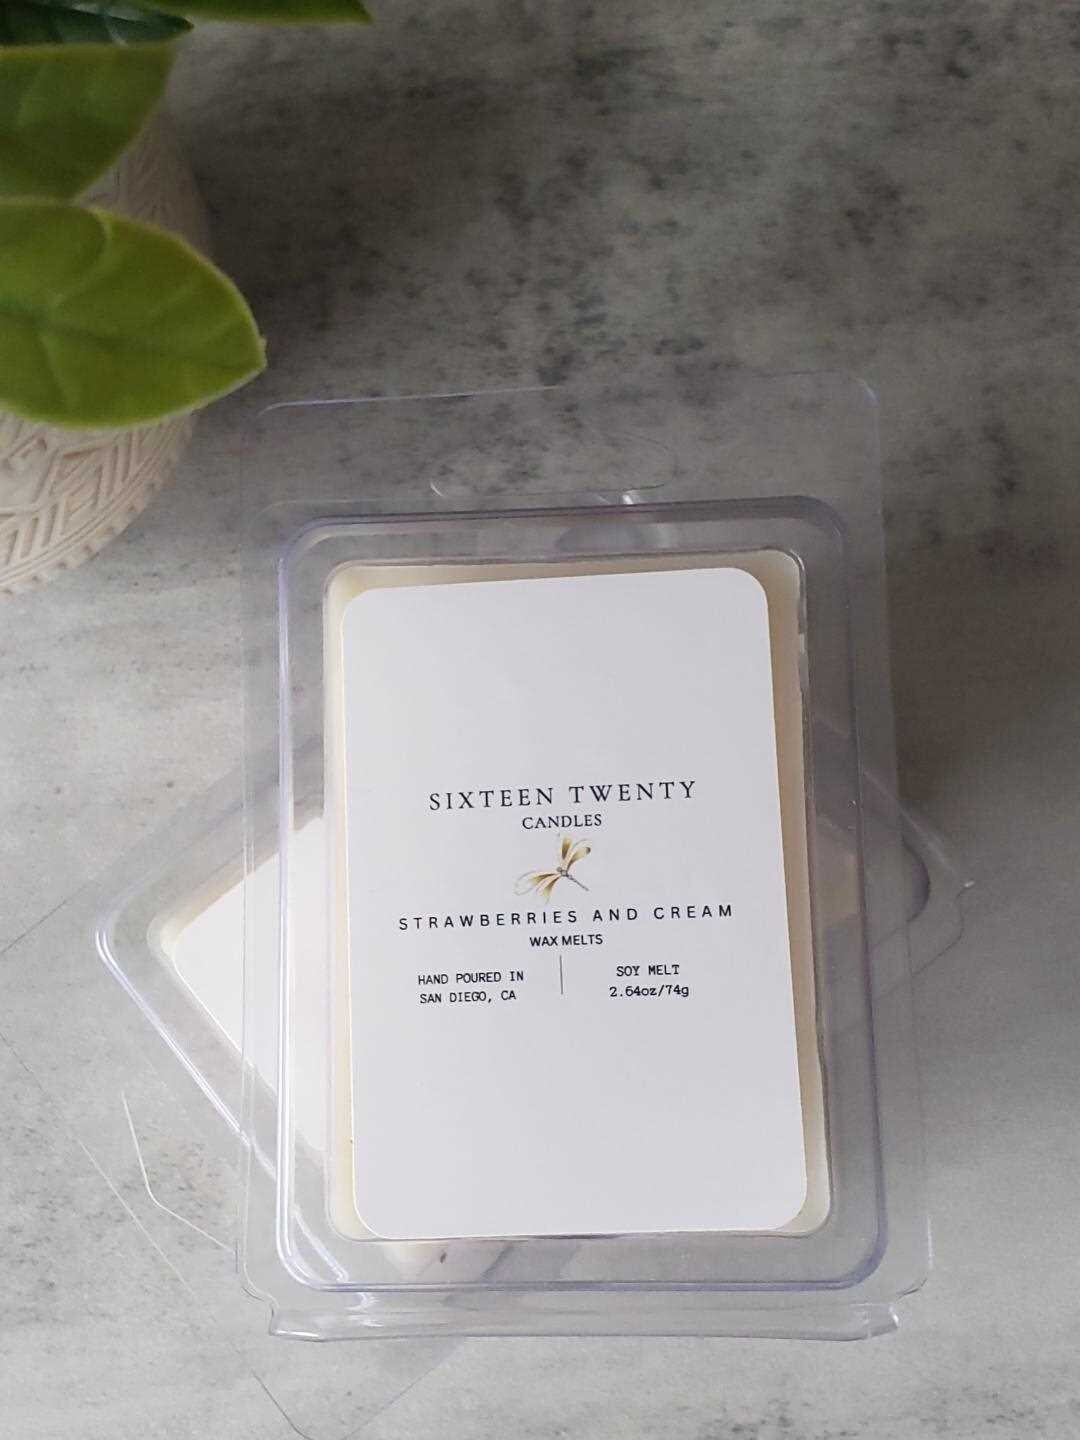 SIXTEEN TWENTY
CANDLES
STRAWBERRIES AND CREAM
WAX MELTS
HAND POURED IN
SAN DIEGO, CA
SOY MELT
2.64oz/74g